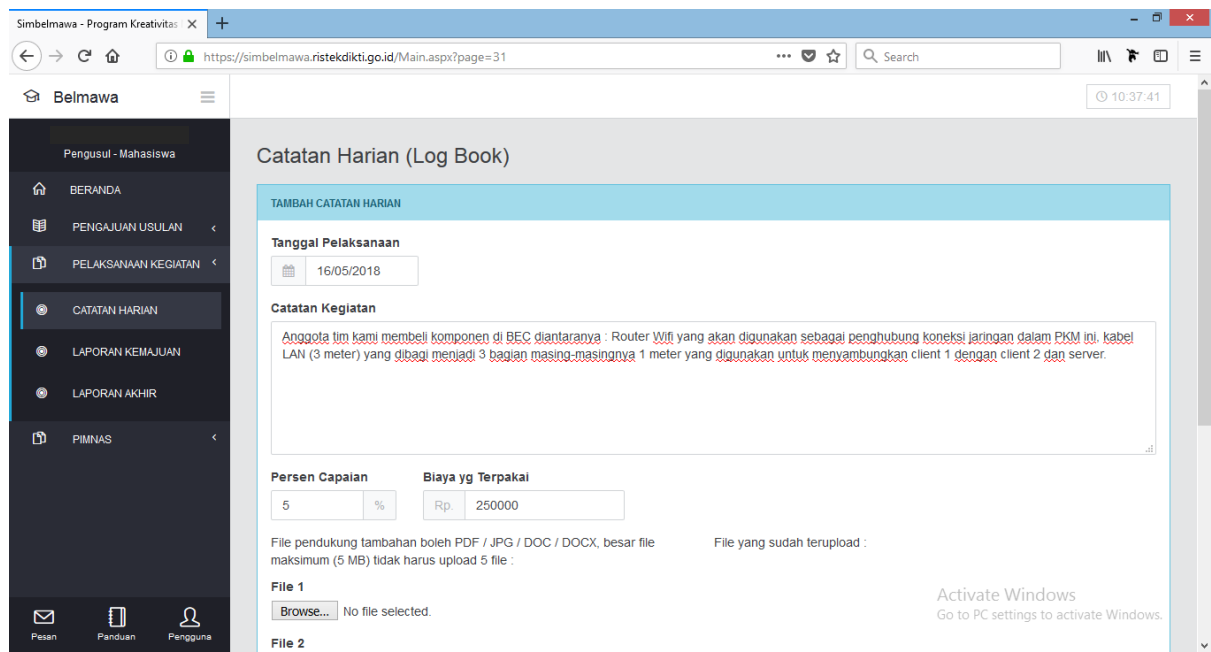 Simbelmawa - Program Kreativitas
https://simbelmawa.ristekdikti.go.id/Main.aspx?page=31
Search
Belmawa
10:37:41
Pengusul - Mahasiswa
BERANDA
PENGAJUAN USULAN
PELAKSANAAN KEGIATAN
CATATAN HARIAN
LAPORAN KEMAJUAN
LAPORAN AKHIR
PIMNAS
Pesan
Panduan
Pengguna
Catatan Harian (Log Book)
TAMBAH CATATAN HARIAN
Tanggal Pelaksanaan
16/05/2018
Catatan Kegiatan
Anggota tim kami membeli komponen di BEC diantaranya : Router Wifi yang akan digunakan sebagai penghubung koneksi jaringan dalam PKM ini, kabel
LAN (3 meter) yang dibagi menjadi 3 bagian masing-masingnya 1 meter yang digunakan untuk menyambungkan client 1 dengan client 2 dan server.
Persen Capaian Biaya yg Terpakai
5 % Rp. 250000
File pendukung tambahan boleh PDF / JPG / DOC / DOCX, besar file
maksimum (5 MB) tidak harus upload 5 file :
File yang sudah terupload :
File 1
Browse... No file selected.
File 2
Activate Windows
Go to PC settings to activate Windows.